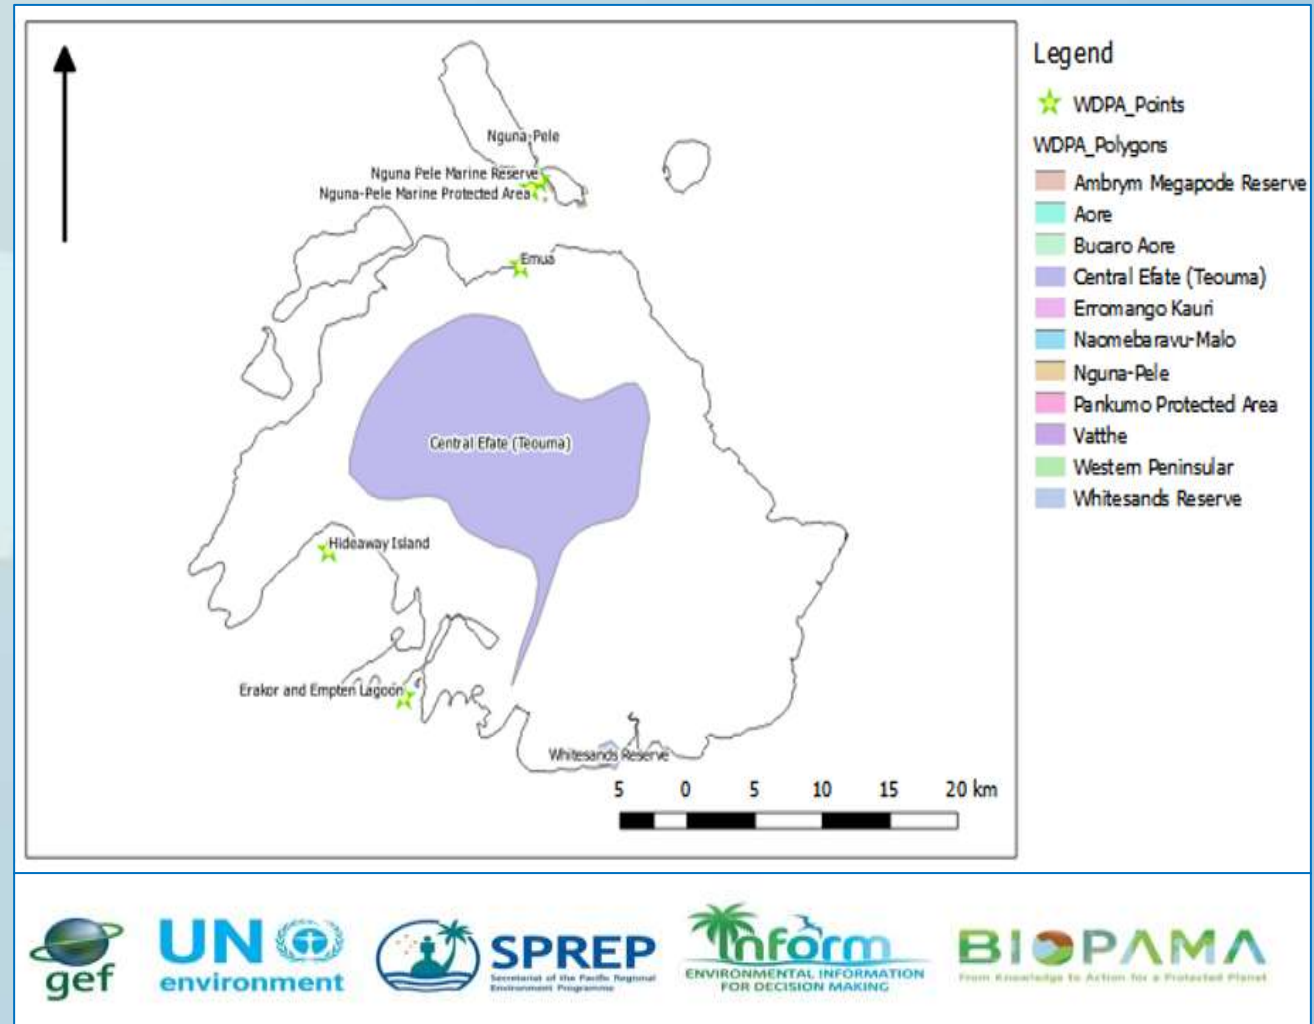 Nguna-Pele
Nguna Pele Marine Reserve
Nguna-Pele Marine Protected Area
Emua
Central Efate (Teouma)
Hideaway Island
Erakor and Empten Lagoon
Whitesands Reserve
5 0 5 10 15 20 km
Legend
WDPA_Points
WDPA_Polygons
Ambrym Megapode Reserve
Aore
Bucaro Aore
Central Efate (Teouma)
Erromango Kauri
Naomebaravu-Malo
Nguna-Pele
Pankumo Protected Area
Vatthe
Western Peninsular
Whitesands Reserve
gef
UN
environment
SPREP
Secretariat of the Pacific Regional
Environment Programme
Inform
ENVIRONMENTAL INFORMATION
FOR DECISION MAKING
BIOPAMA
From Knowledge to Action for a Protected Planet